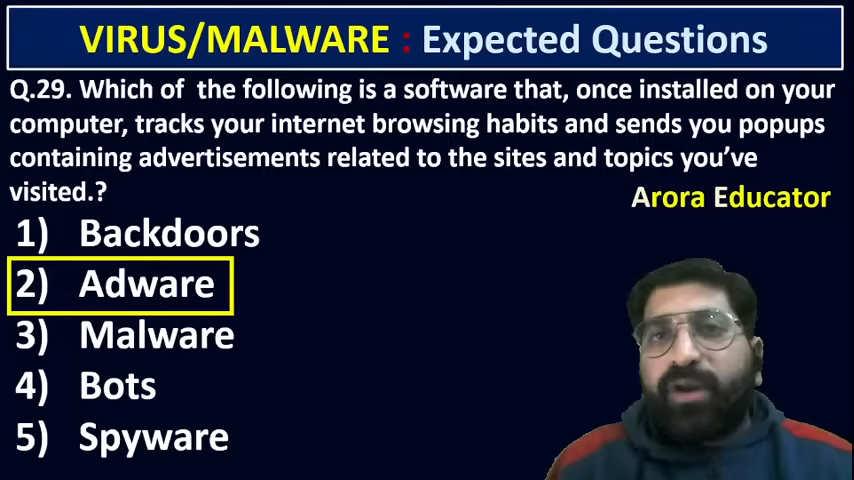 VIRUS/MALWARE : Expected Questions
Q.29. Which of the following is a software that, once installed on your
computer, tracks your internet browsing habits and sends you popups
containing advertisements related to the sites and topics you’ve
visited.?
Arora Educator
1) Backdoors
2) Adware
3) Malware
4) Bots
5) Spyware